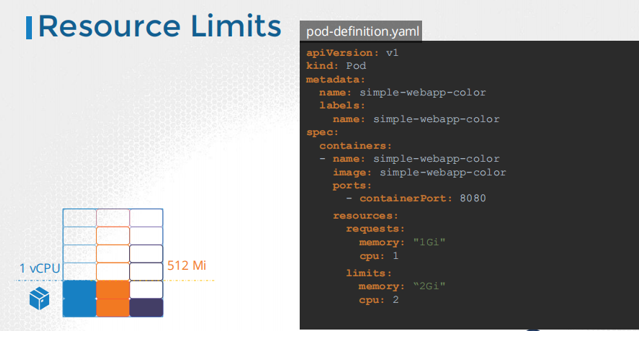 Resource Limits
pod-definition.yaml
apiVersion: v1
kind: Pod
metadata:
  name: simple-webapp-color
  labels:
    name: simple-webapp-color
spec:
  containers:
  - name: simple-webapp-color
    image: simple-webapp-color
    ports:
      - containerPort: 8080
    resources:
      requests:
        memory: "1Gi"
        cpu: 1
      limits:
        memory: “2Gi"
        cpu: 2
1 vCPU
512 Mi